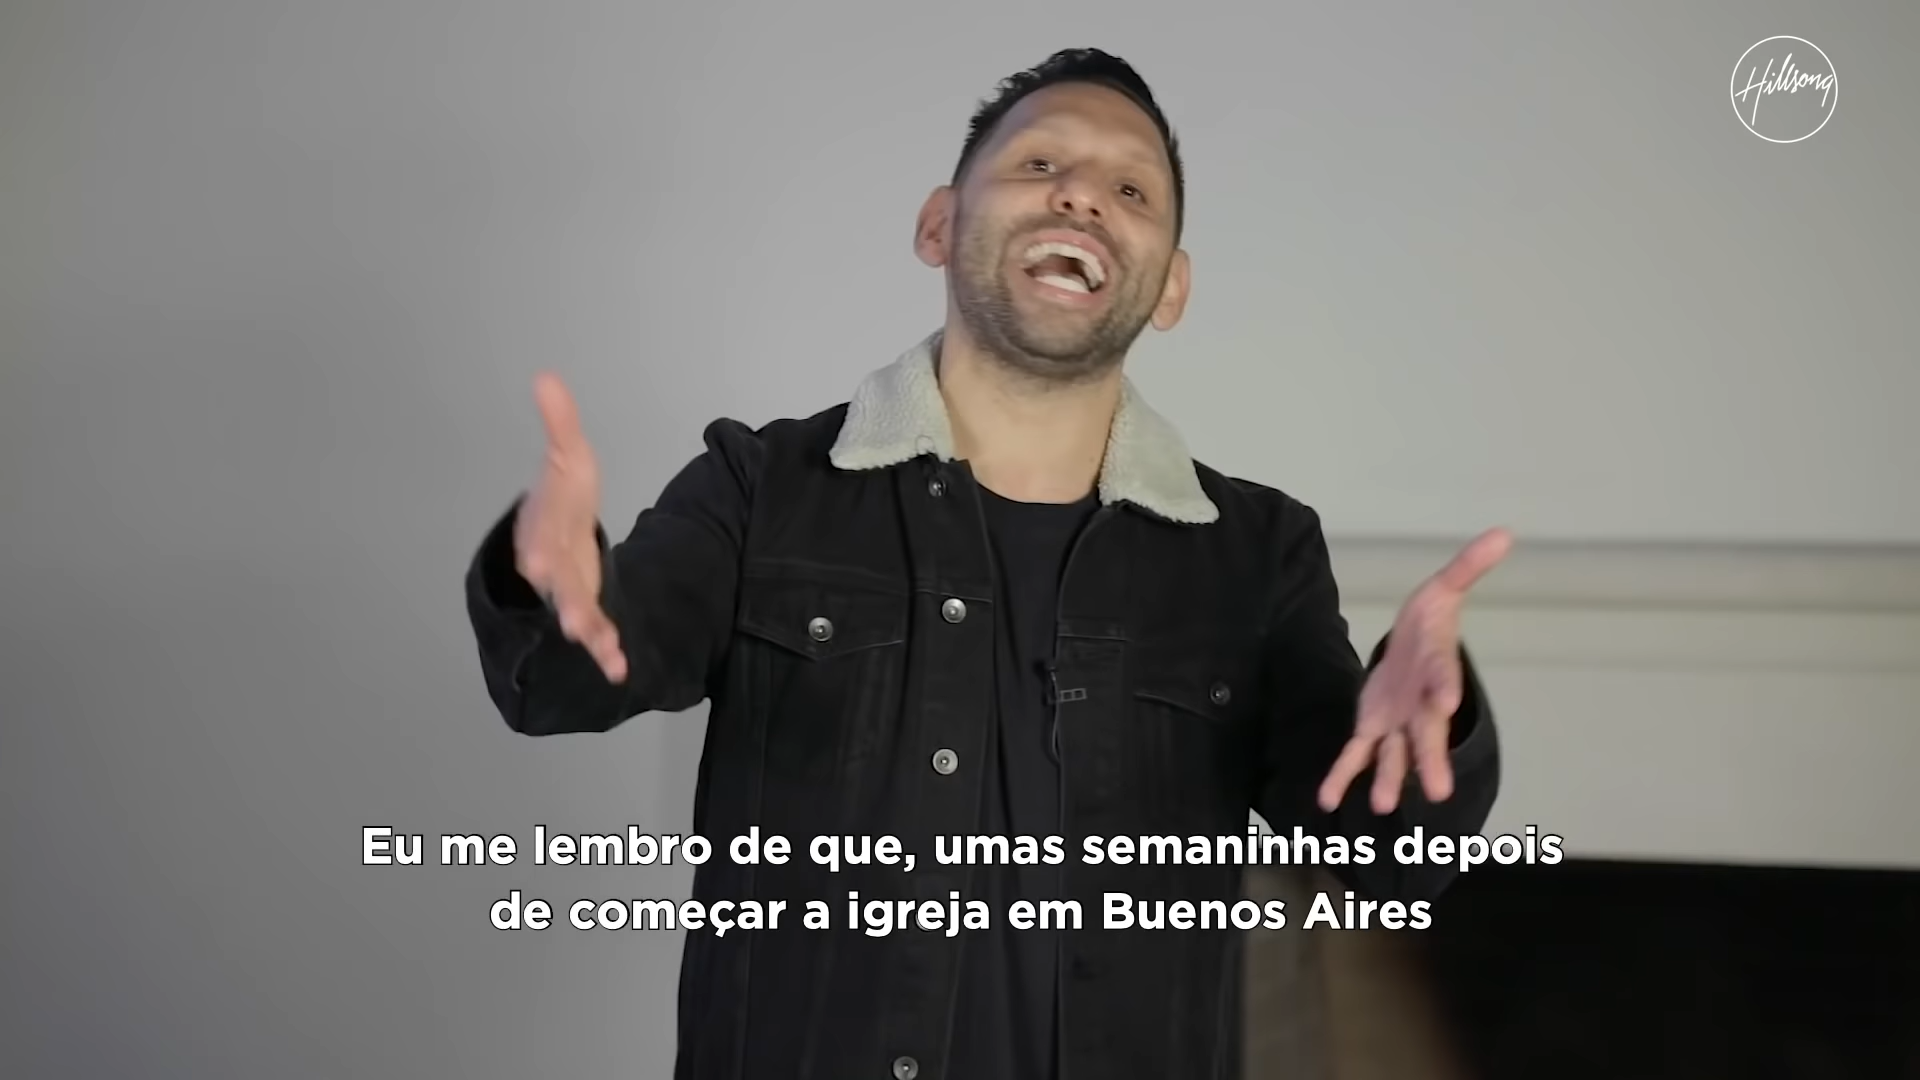 Hillsong
Eu me lembro de que, umas semaninhas depois
de começar a igreja em Buenos Aires